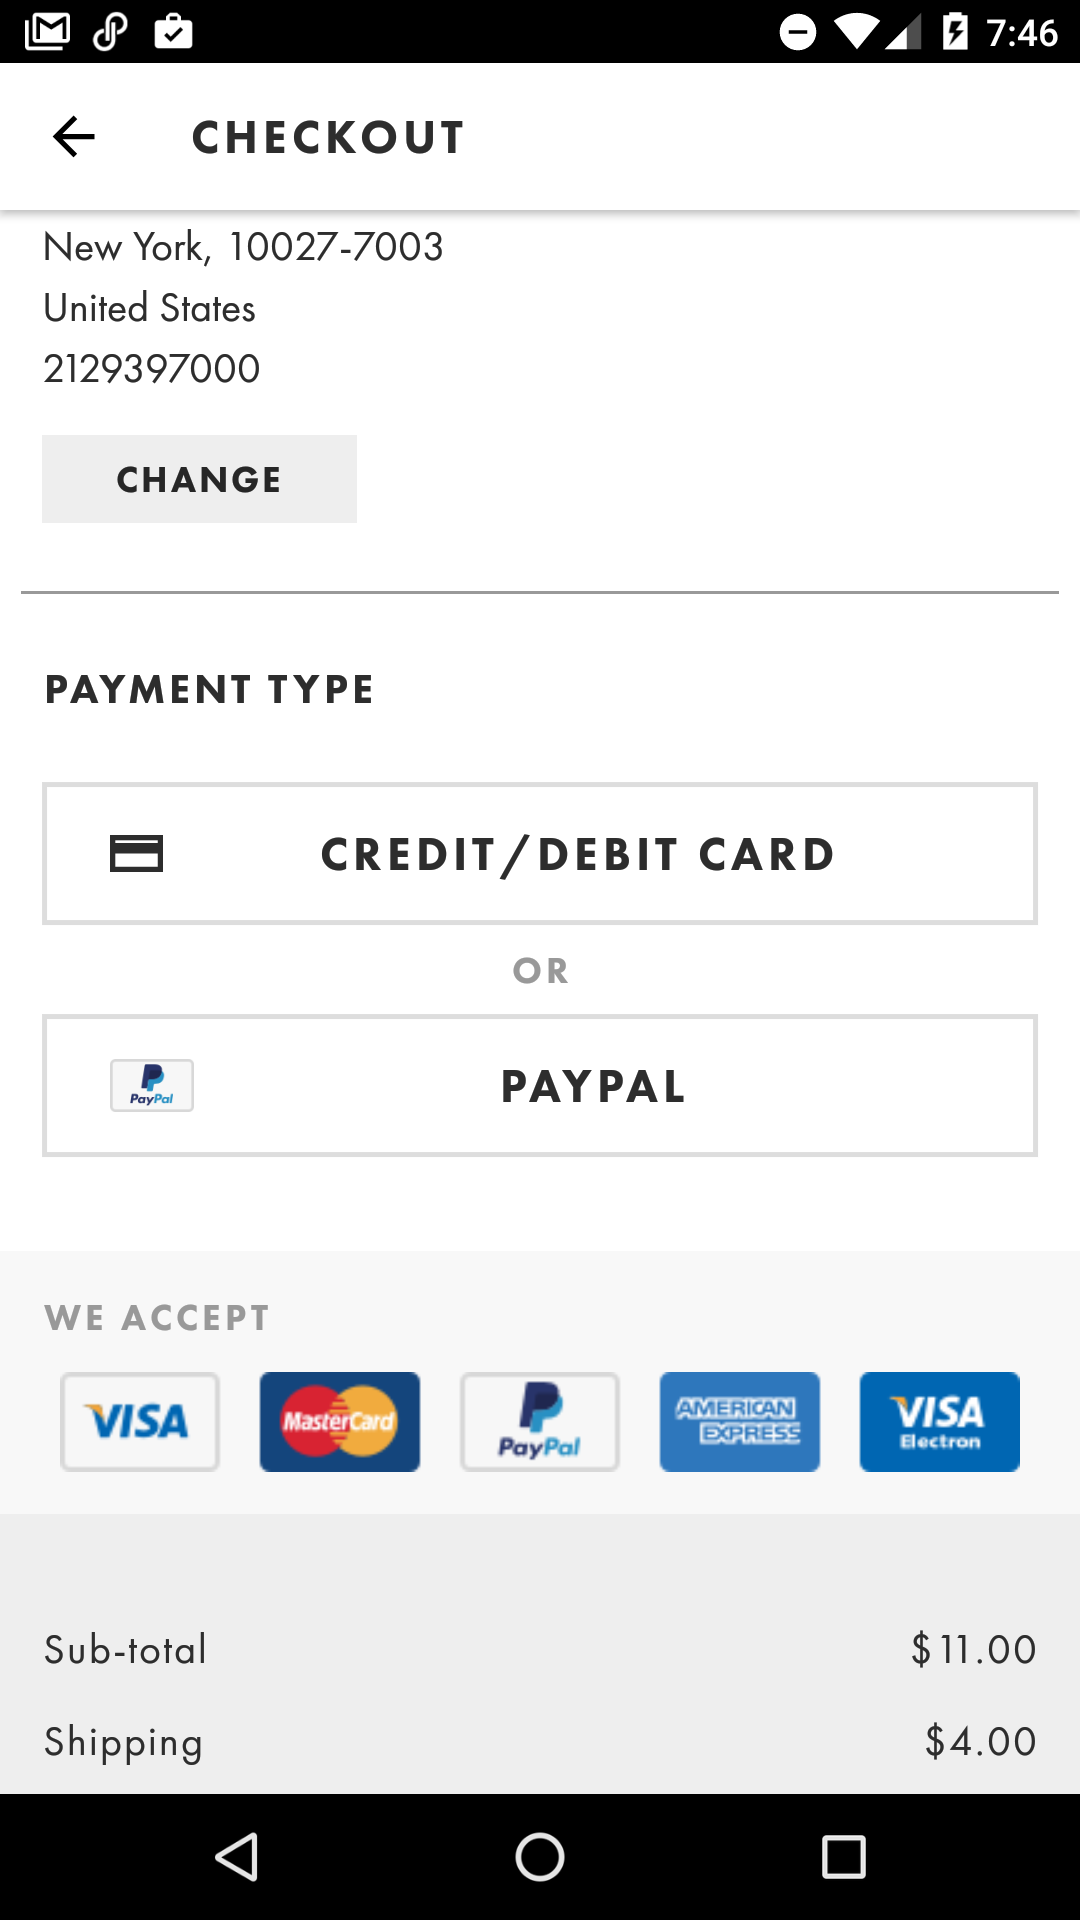 7:46
CHECKOUT
New York, 10027-7003
United States
2129397000
CHANGE
PAYMENT TYPE
CREDIT/DEBIT CARD
OR
PayPal
PAYPAL
WE ACCEPT
VISA
MasterCard
PayPal
AMERICAN EXPRESS
VISA Electron
Sub-total $11.00
Shipping $4.00